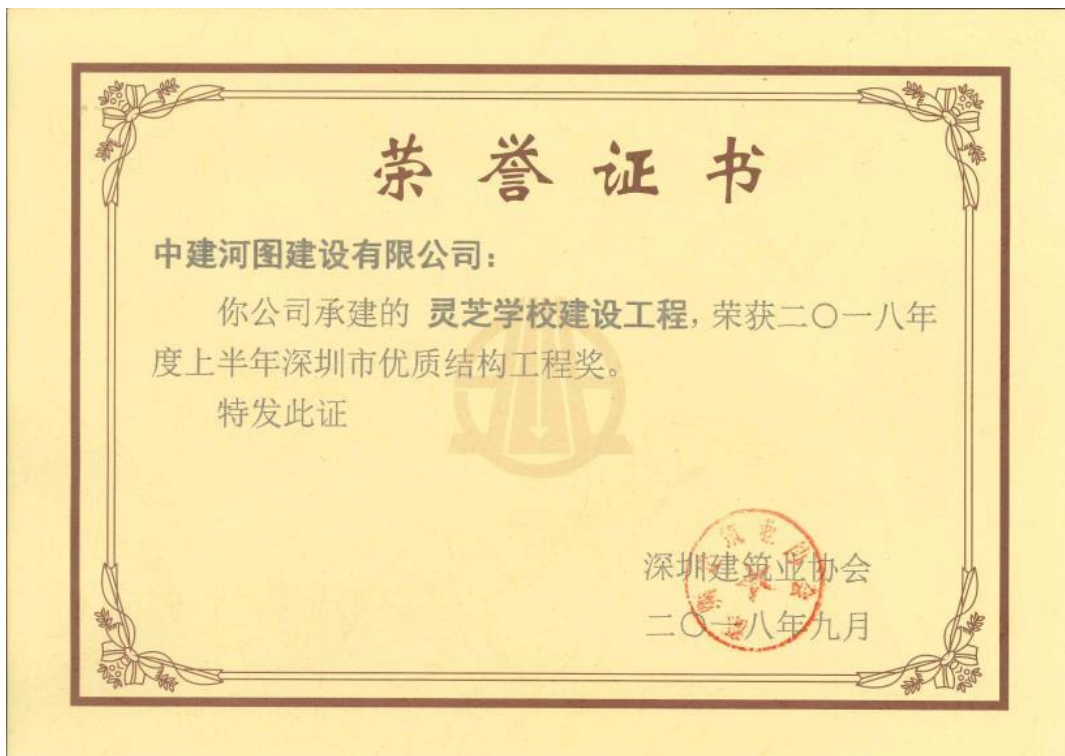 荣誉证书
中建河图建设有限公司：
你公司承建的 灵芝学校建设工程，荣获二〇一八年
度上半年深圳市优质结构工程奖。
特发此证
深圳建筑业协会
二〇一八年九月